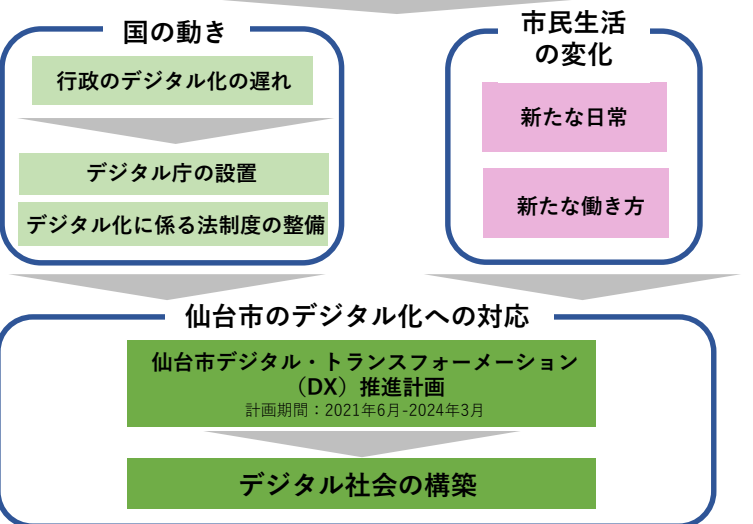 国の動き
行政のデジタル化の遅れ
デジタル庁の設置
デジタル化に係る法制度の整備
市民生活
の変化
新たな日常
新たな働き方
仙台市のデジタル化への対応
仙台市デジタル・トランスフォーメーション
（DX）推進計画
計画期間：2021年6月-2024年3月
デジタル社会の構築